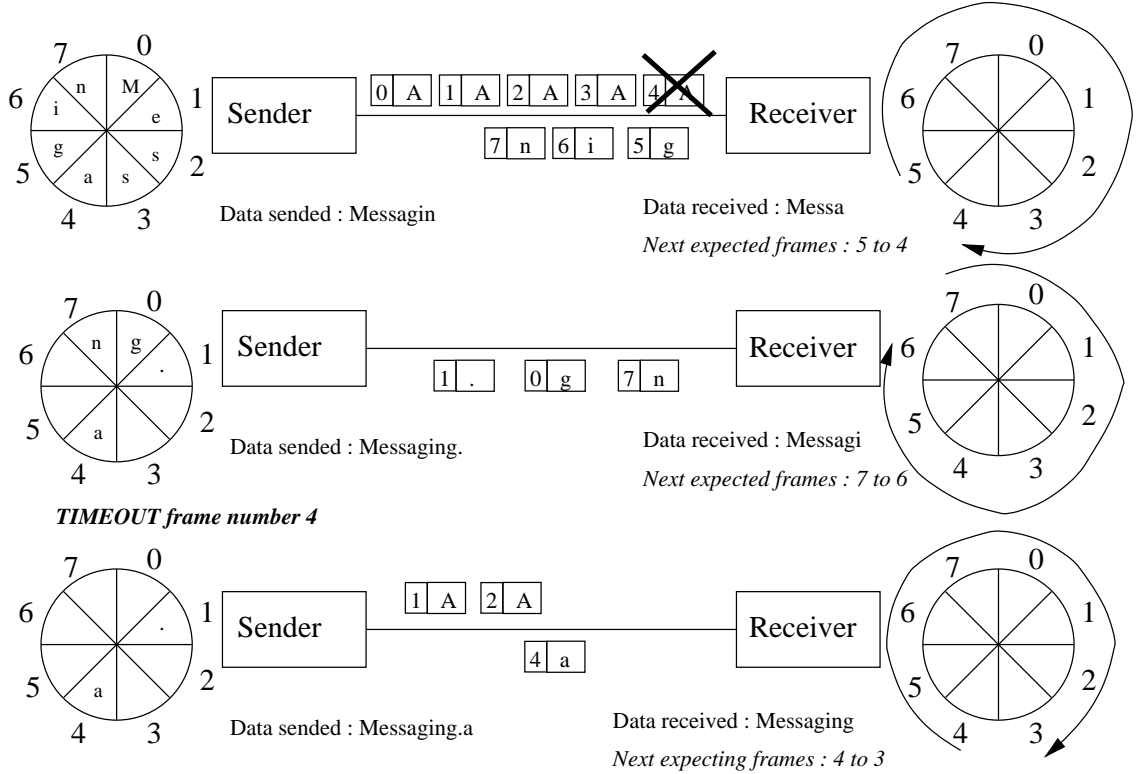 7 0
6 n M 1
i e
g s
5 a s 2
4 3
Sender
0 A 1 A 2 A 3 A 4 A
7 n 6 i 5 g
Receiver
7 0
6 1
5 2
4 3
Data sended : Messagin
Data received : Messa
Next expected frames : 5 to 4
7 0
6 n g 1
.
5 a 2
4 3
Sender
1 . 0 g 7 n
Receiver
7 0
6 1
5 2
4 3
Data sended : Messaging.
Data received : Messagi
Next expected frames : 7 to 6
TIMEOUT frame number 4
7 0
6 . 1
5 a 2
4 3
Sender
1 A 2 A
4 a
Receiver
7 0
6 1
5 2
4 3
Data sended : Messaging.a
Data received : Messaging
Next expecting frames : 4 to 3